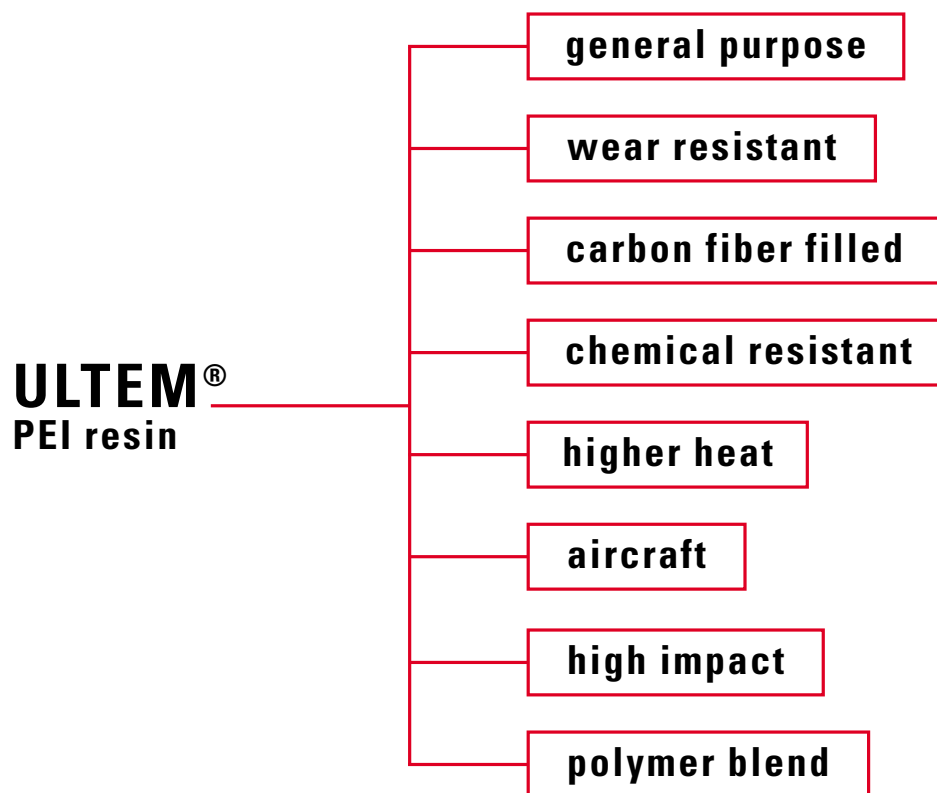 general purpose
wear resistant
carbon fiber filled
chemical resistant
ULTEM®
PEI resin
higher heat
aircraft
high impact
polymer blend